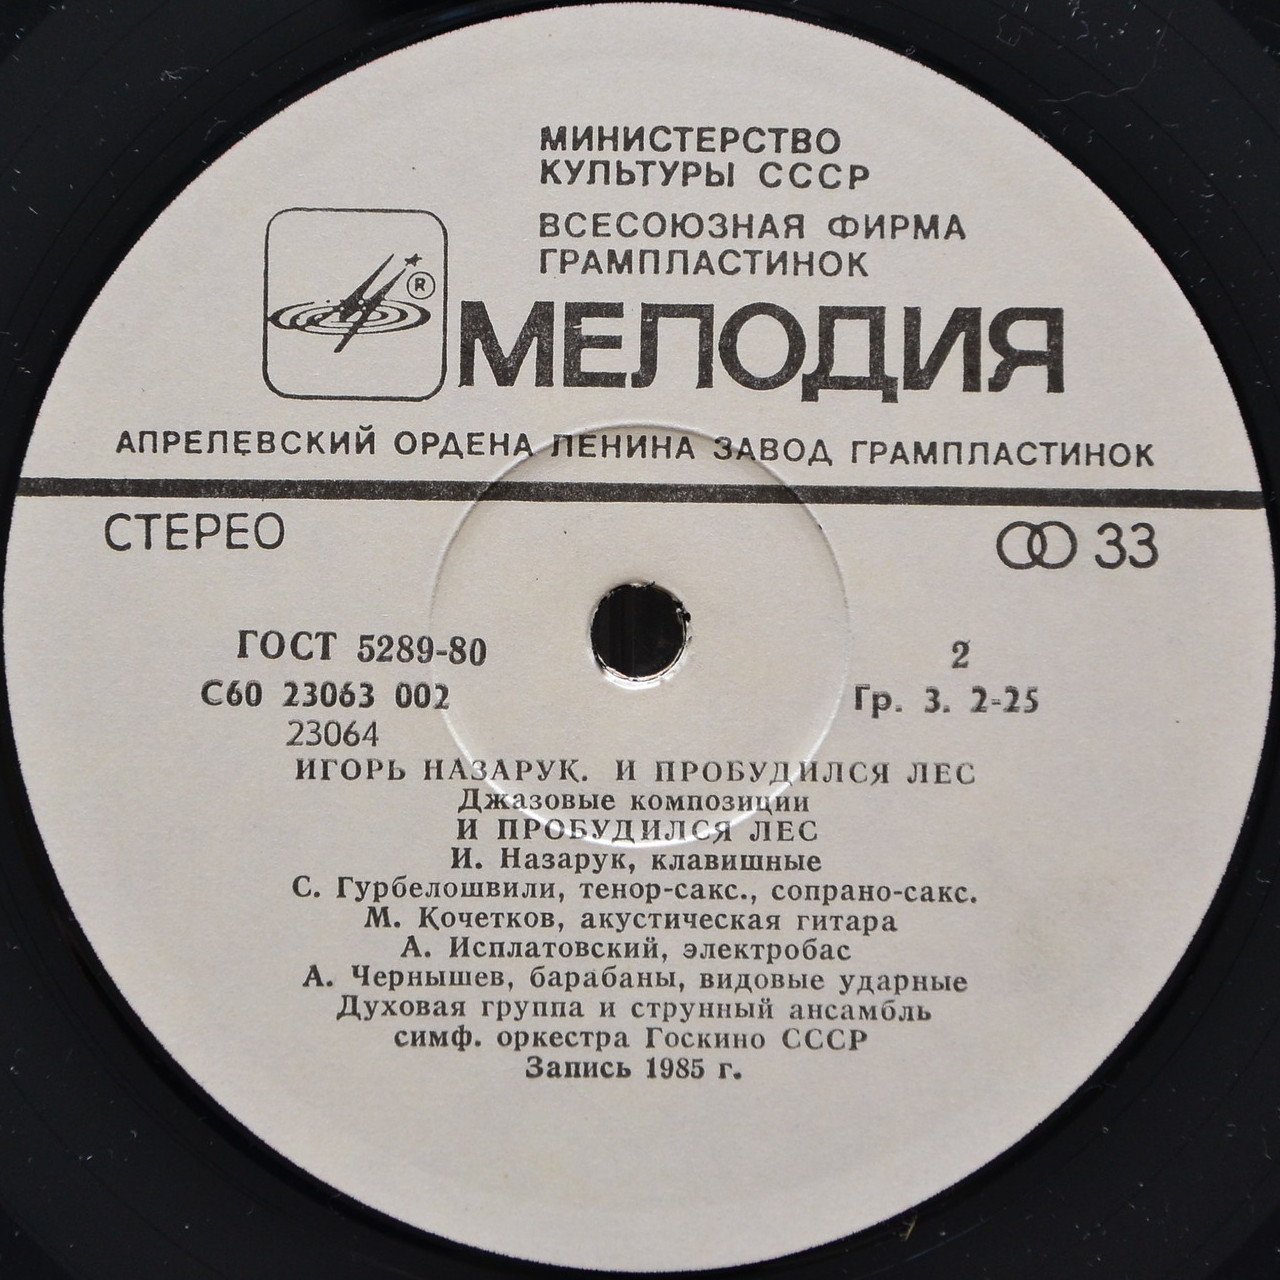 МИНИСТЕРСТВО
КУЛЬТУРЫ СССР
ВСЕСОЮЗНАЯ ФИРМА
ГРАМПЛАСТИНОК
®
МЕЛОДИЯ
АПРЕЛЕВСКИЙ ОРДЕНА ЛЕНИНА ЗАВОД ГРАМПЛАСТИНОК
СТЕРЕО 33
ГОСТ 5289-80 2
С60 23063 002 Гр. 3. 2-25
23064
ИГОРЬ НАЗАРУК. И ПРОБУДИЛСЯ ЛЕС
Джазовые композиции
И ПРОБУДИЛСЯ ЛЕС
И. Назарук, клавишные
С. Гурбелошвили, тенор-сакс., сопрано-сакс.
М. Кочетков, акустическая гитара
А. Исплатовский, электробас
А. Чернышев, барабаны, видовые ударные
Духовая группа и струнный ансамбль
симф. оркестра Госкино СССР
Запись 1985 г.